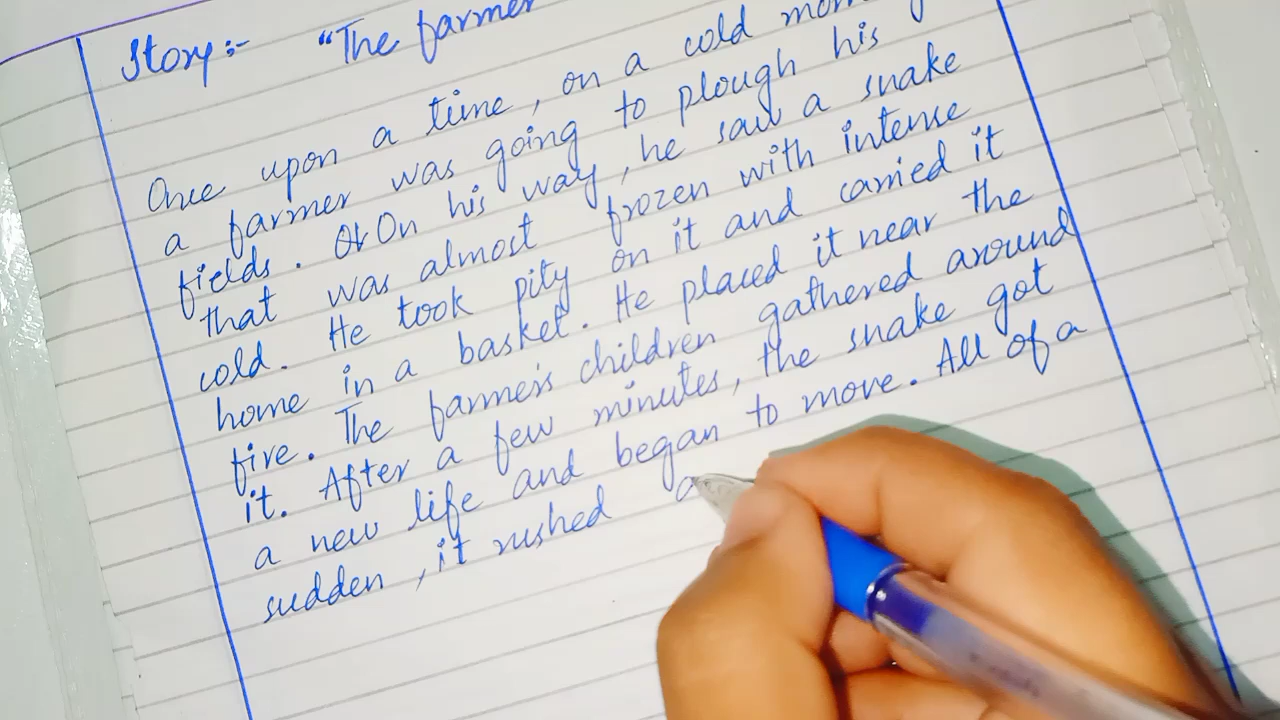 Story:- "The farmer
Once upon a time, on a cold
a farmer was going to plough his
fields. On his way, he saw a snake
that was almost frozen with intense
cold. He took pity on it and carried it
home in a basket. He placed it near the
fire. The farmer's children gathered around
it. After a few minutes, the snake got
a new life and began to move. All of a
sudden, it rushed a